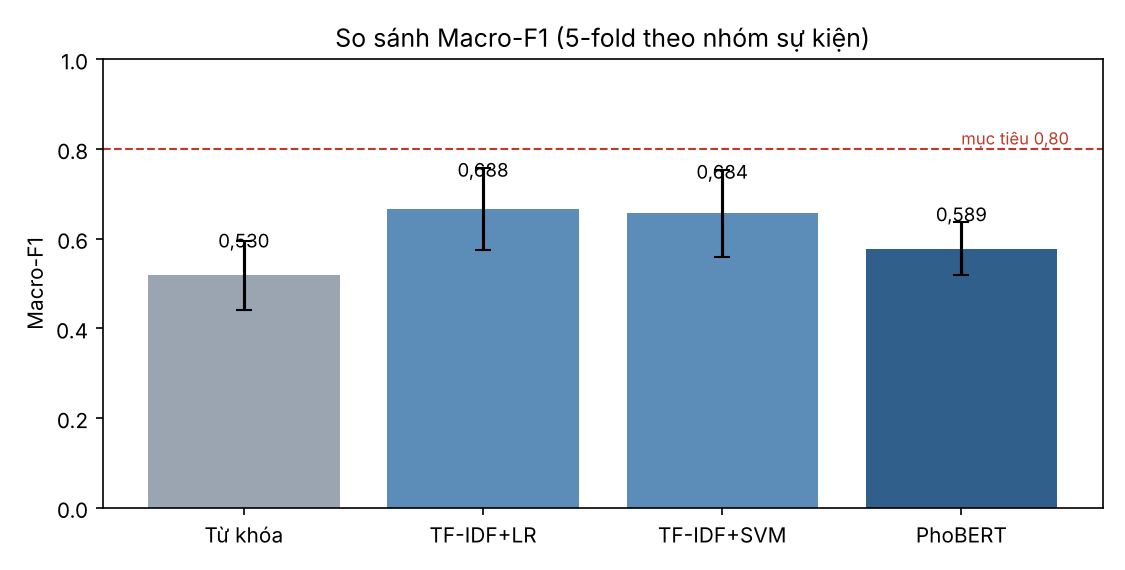 So sánh Macro-F1 (5-fold theo nhóm sự kiện)
Macro-F1
1.0
0.8
0.6
0.4
0.2
0.0
mục tiêu 0,80
0,530
0,688
0,684
0,589
Từ khóa
TF-IDF+LR
TF-IDF+SVM
PhoBERT